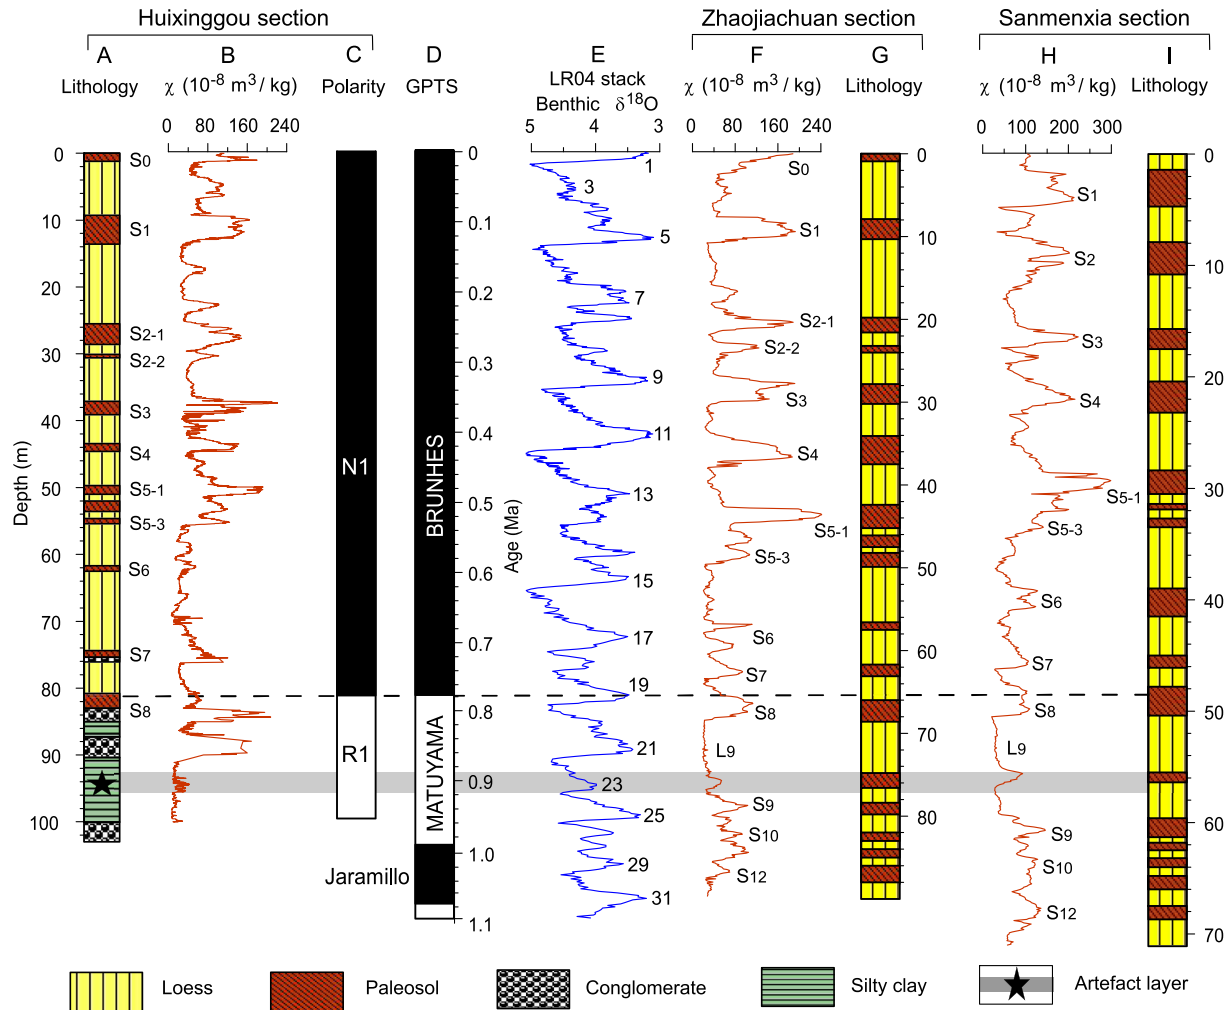 Huixinggou section
Zhaojiachuan section
Sanmenxia section
A B C D E F G H I
Lithology
χ (10⁻⁸ m³ / kg)
Polarity
GPTS
LR04 stack
Benthic δ¹⁸O
χ (10⁻⁸ m³ / kg)
Lithology
χ (10⁻⁸ m³ / kg)
Lithology
0 80 160 240
5 4 3
0 80 160 240
0 100 200 300
Depth (m)
0
10
20
30
40
50
60
70
80
90
100
S0
S1
S2-1
S2-2
S3
S4
S5-1
S5-3
S6
S7
S8
N1
R1
BRUNHES
MATUYAMA
Jaramillo
Age (Ma)
0
0.1
0.2
0.3
0.4
0.5
0.6
0.7
0.8
0.9
1.0
1.1
1
3
5
7
9
11
13
15
17
19
21
23
25
29
31
S0
S1
S2-1
S2-2
S3
S4
S5-1
S5-3
S6
S7
S8
L9
S9
S10
S12
0
10
20
30
40
50
60
70
80
S1
S2
S3
S4
S5-1
S5-3
S6
S7
S8
L9
S9
S10
S12
0
10
20
30
40
50
60
70
Loess
Paleosol
Conglomerate
Silty clay
Artefact layer